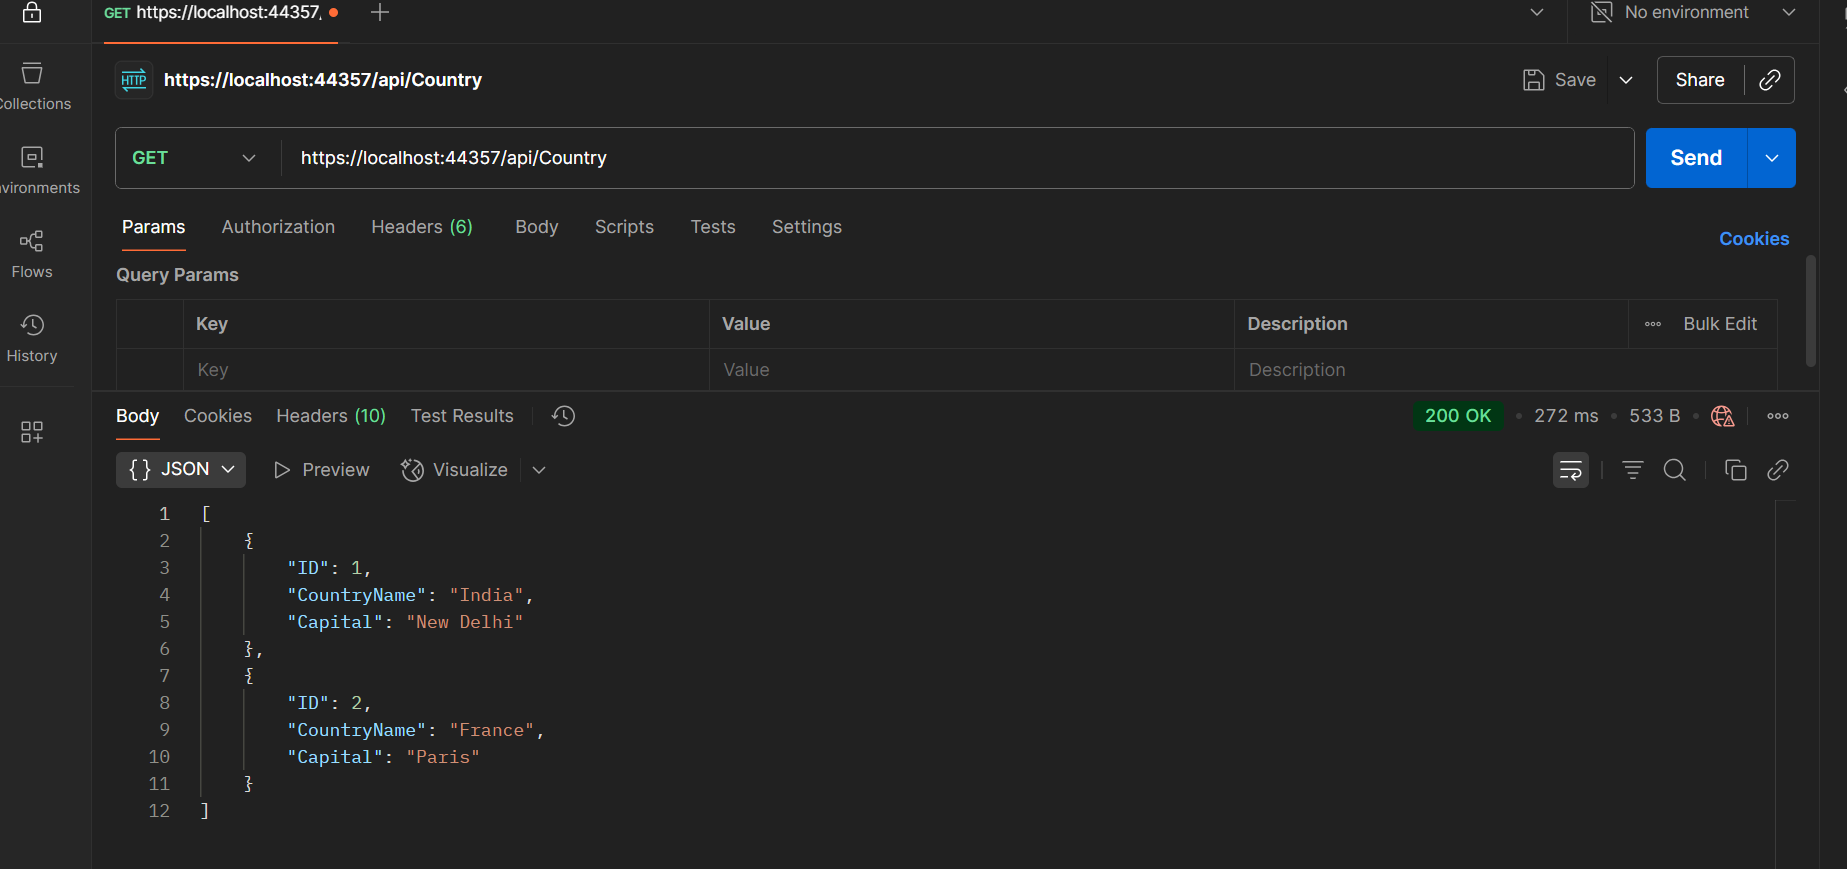 GET https://localhost:44357,
No environment
HTTP https://localhost:44357/api/Country
Save
Share
Collections
Environments
Flows
History
GET https://localhost:44357/api/Country
Send
Params Authorization Headers (6) Body Scripts Tests Settings
Cookies
Query Params
Key Value Description Bulk Edit
Key Value Description
Body Cookies Headers (10) Test Results
200 OK • 272 ms • 533 B
{ } JSON Preview Visualize
1 [
2 {
3 "ID": 1,
4 "CountryName": "India",
5 "Capital": "New Delhi"
6 },
7 {
8 "ID": 2,
9 "CountryName": "France",
10 "Capital": "Paris"
11 }
12 ]